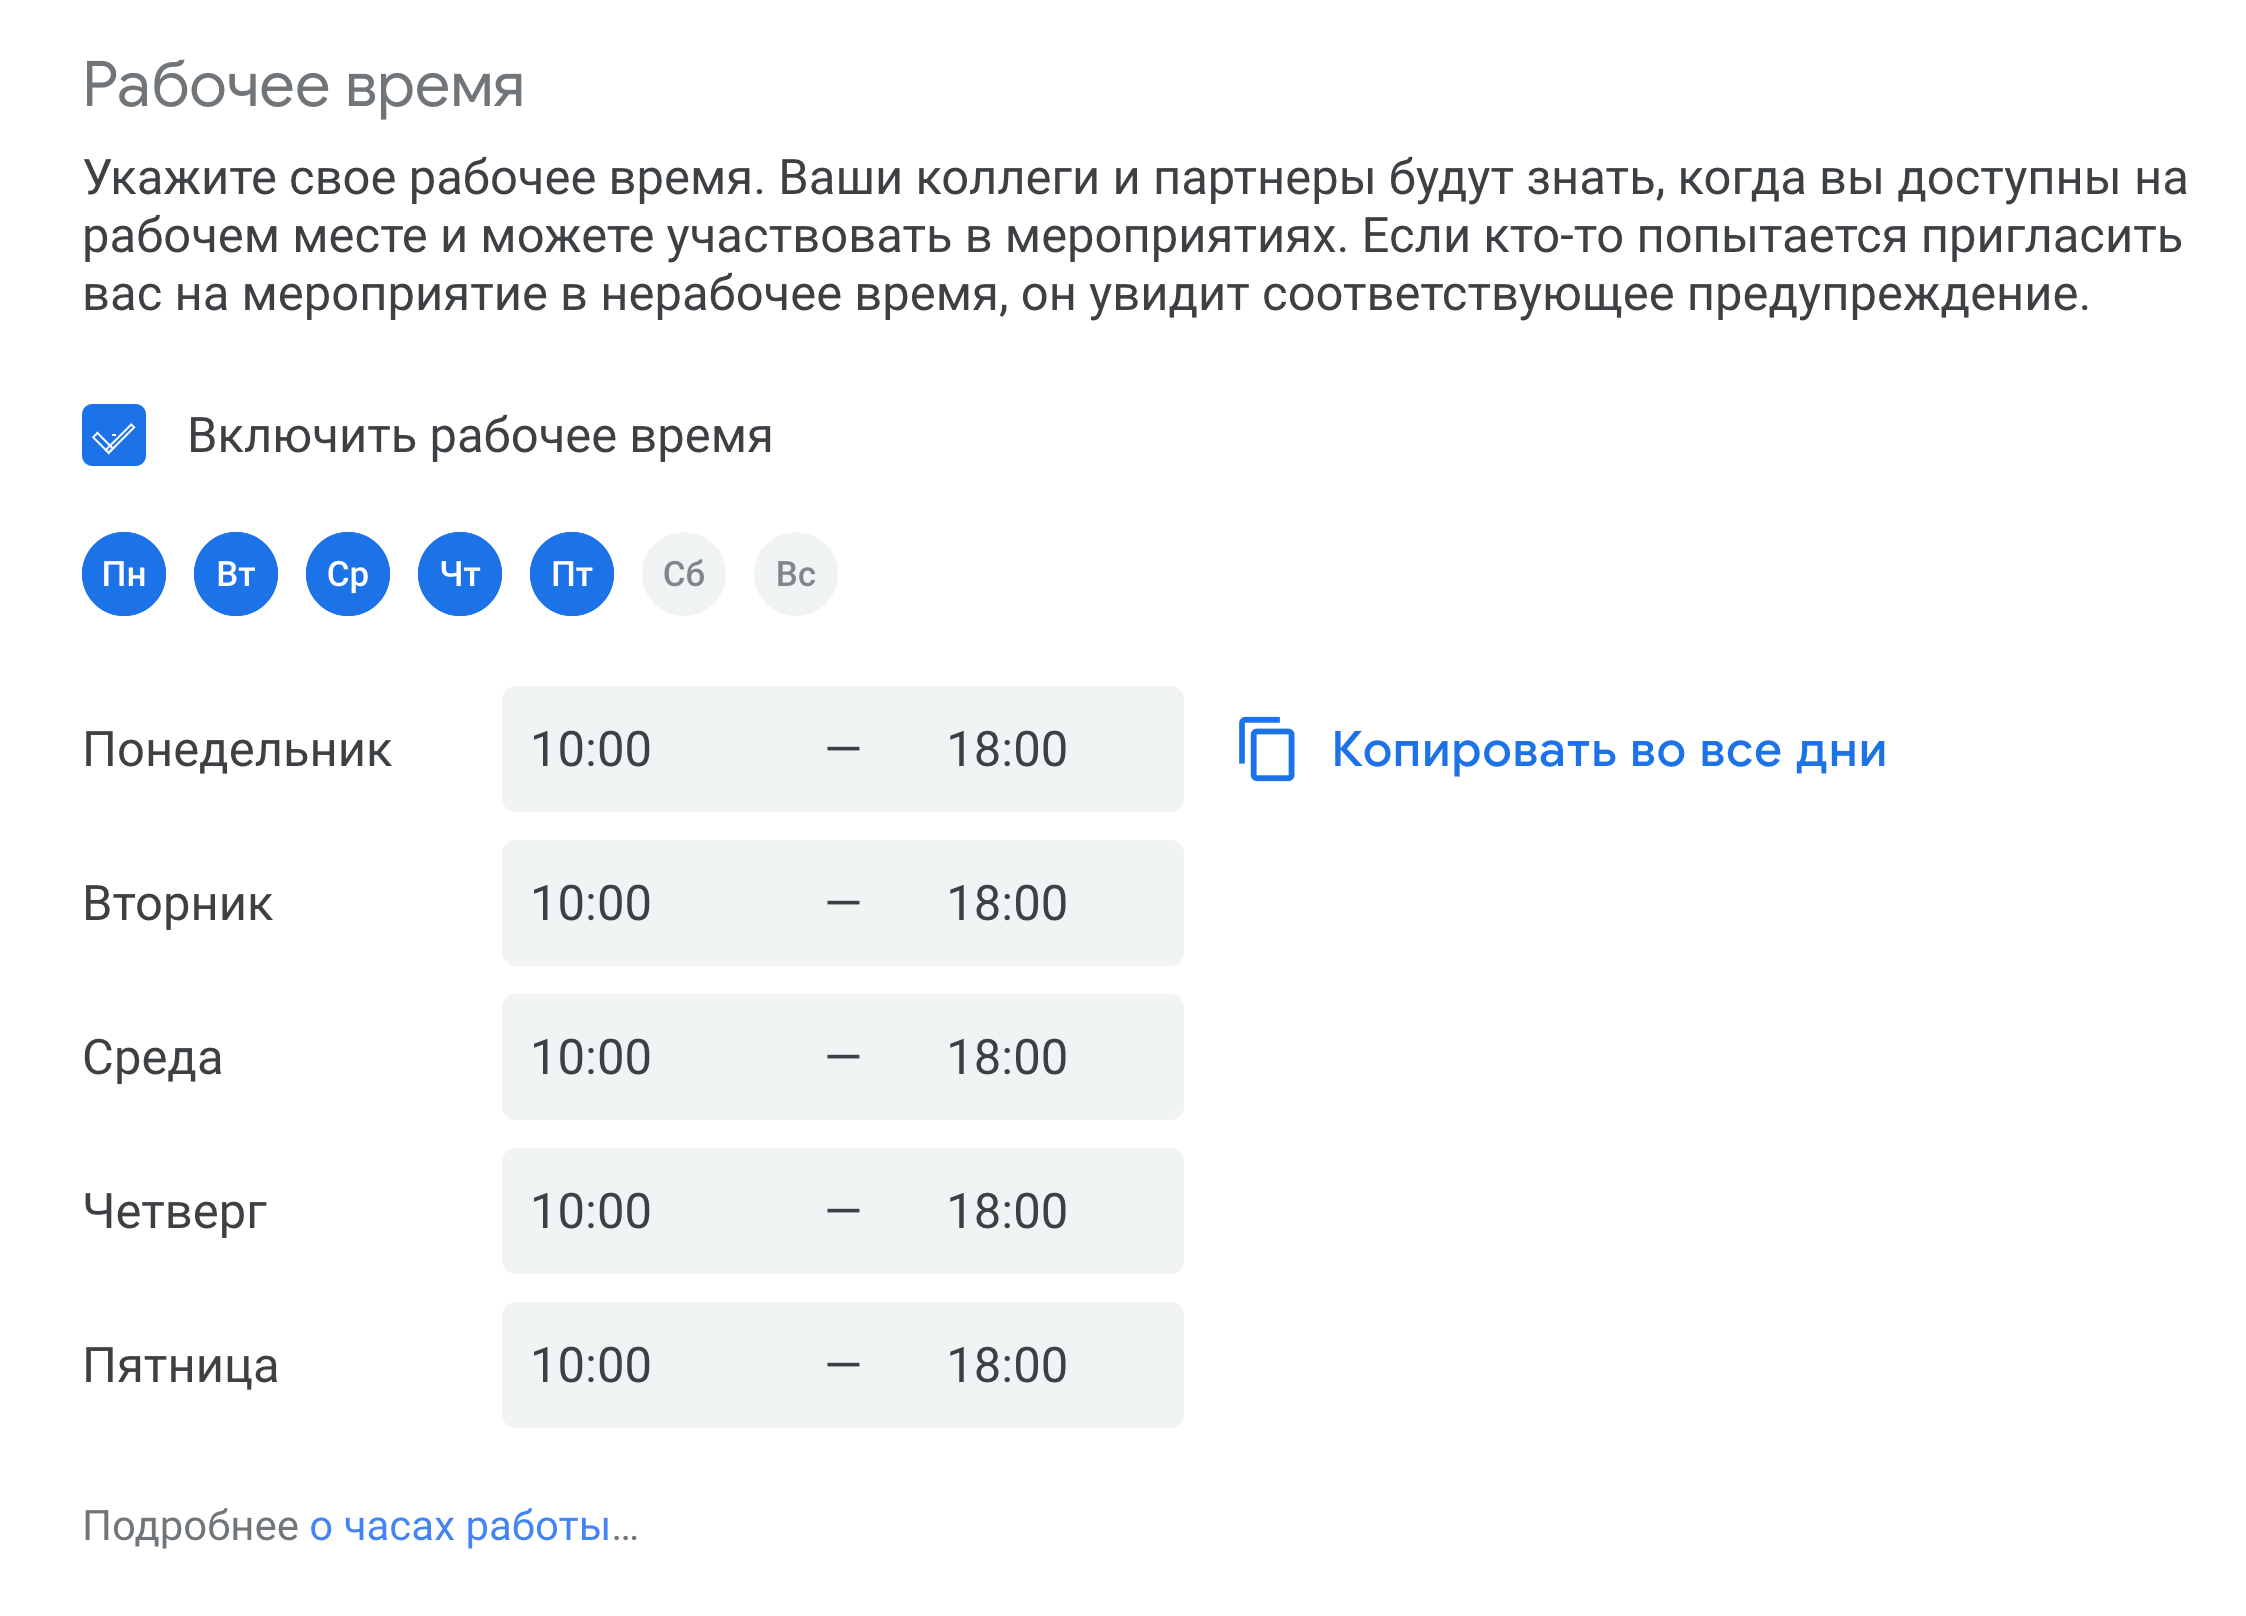 Рабочее время
Укажите свое рабочее время. Ваши коллеги и партнеры будут знать, когда вы доступны на
рабочем месте и можете участвовать в мероприятиях. Если кто-то попытается пригласить
вас на мероприятие в нерабочее время, он увидит соответствующее предупреждение.
Включить рабочее время
Пн Вт Ср Чт Пт Сб Вс
Понедельник 10:00 — 18:00 Копировать во все дни
Вторник 10:00 — 18:00
Среда 10:00 — 18:00
Четверг 10:00 — 18:00
Пятница 10:00 — 18:00
Подробнее о часах работы…